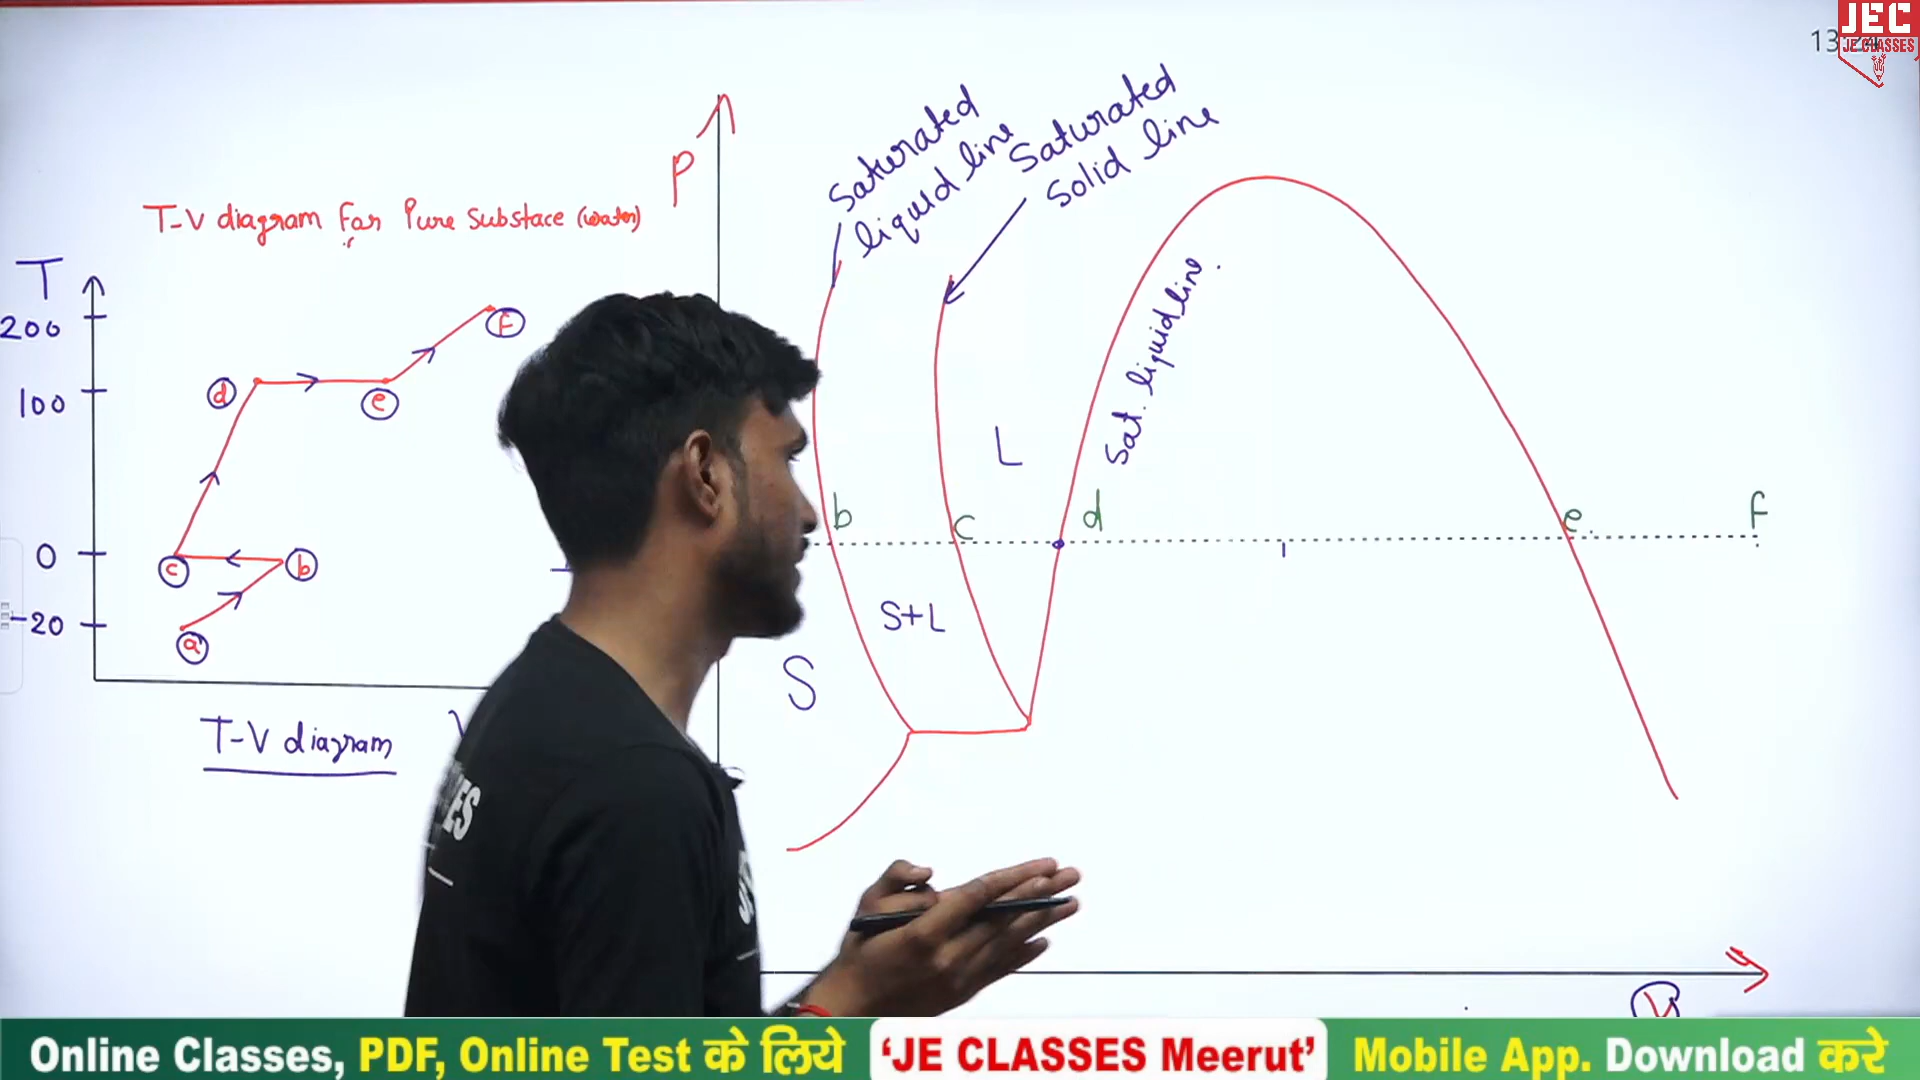 JEC
JE CLASSES
T-V diagram For Pure Substace (water)
T
200
100
0
-20
a
b
c
d
e
f
T-V diagram
P
Saturated
liquid line
Saturated
Solid line
Sat. liquid line
L
b
c
d
e
f
S+L
S
V
Online Classes, PDF, Online Test के लिये
‘JE CLASSES Meerut’
Mobile App. Download करे